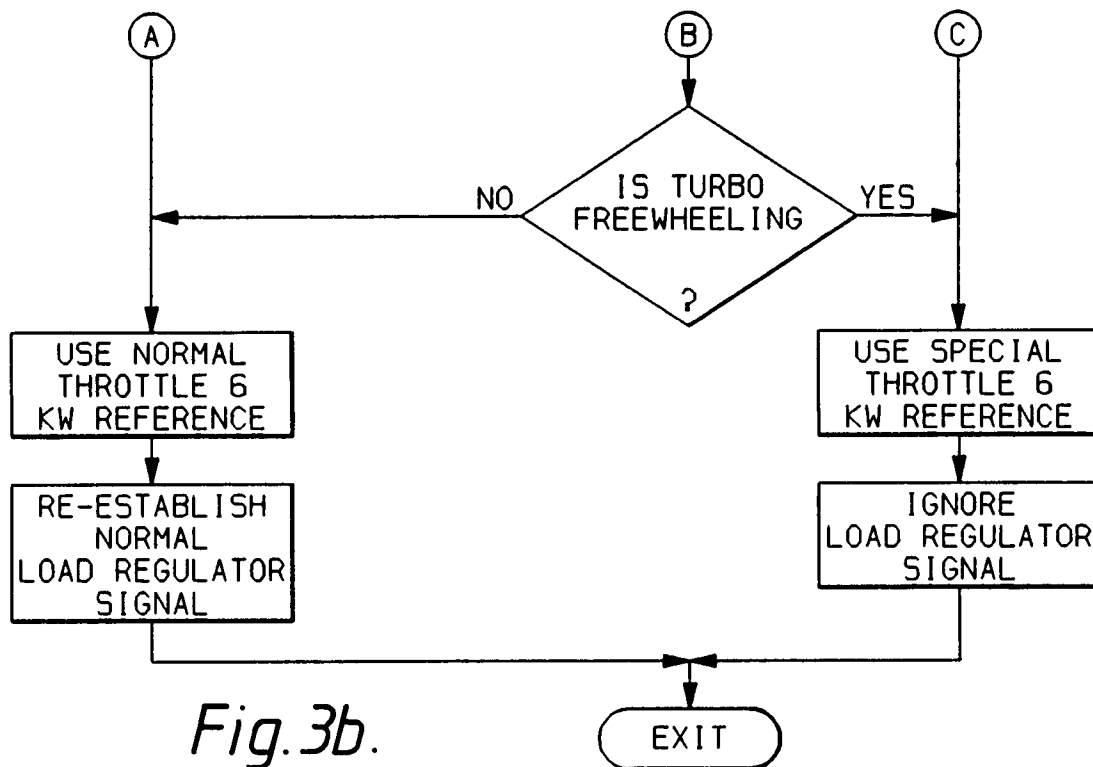 A
B
C
IS TURBO
FREEWHEELING
?
NO
YES
USE NORMAL
THROTTLE 6
KW REFERENCE
USE SPECIAL
THROTTLE 6
KW REFERENCE
RE-ESTABLISH
NORMAL
LOAD REGULATOR
SIGNAL
IGNORE
LOAD REGULATOR
SIGNAL
EXIT
Fig.3b.